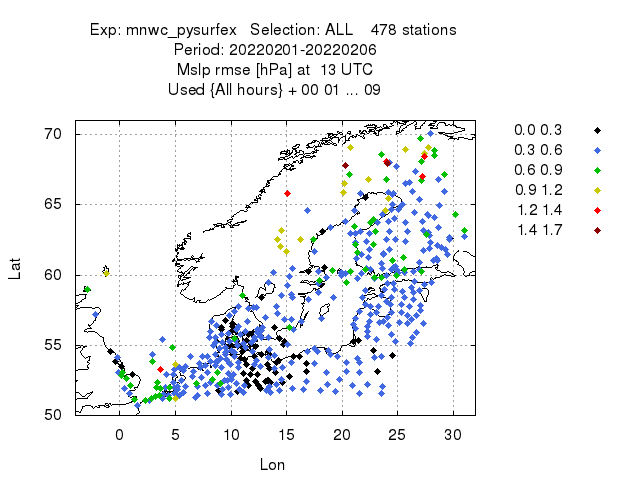 Exp: mnwc_pysurfex   Selection: ALL    478 stations
Period: 20220201-20220206
Mslp rmse [hPa] at  13 UTC
Used {All hours} + 00 01 ... 09
70
65
60
55
50
0 5 10 15 20 25 30
Lat
Lon
0.0 0.3
0.3 0.6
0.6 0.9
0.9 1.2
1.2 1.4
1.4 1.7